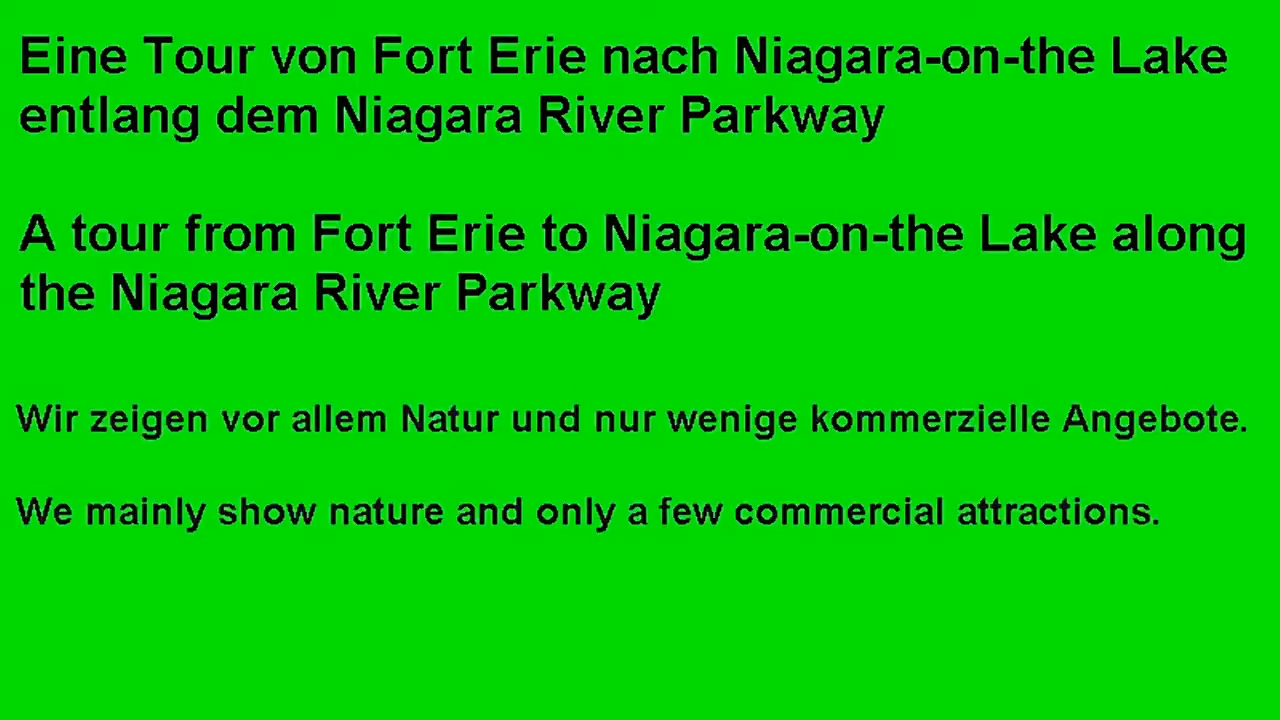 Eine Tour von Fort Erie nach Niagara-on-the Lake
entlang dem Niagara River Parkway
A tour from Fort Erie to Niagara-on-the Lake along
the Niagara River Parkway
Wir zeigen vor allem Natur und nur wenige kommerzielle Angebote.
We mainly show nature and only a few commercial attractions.